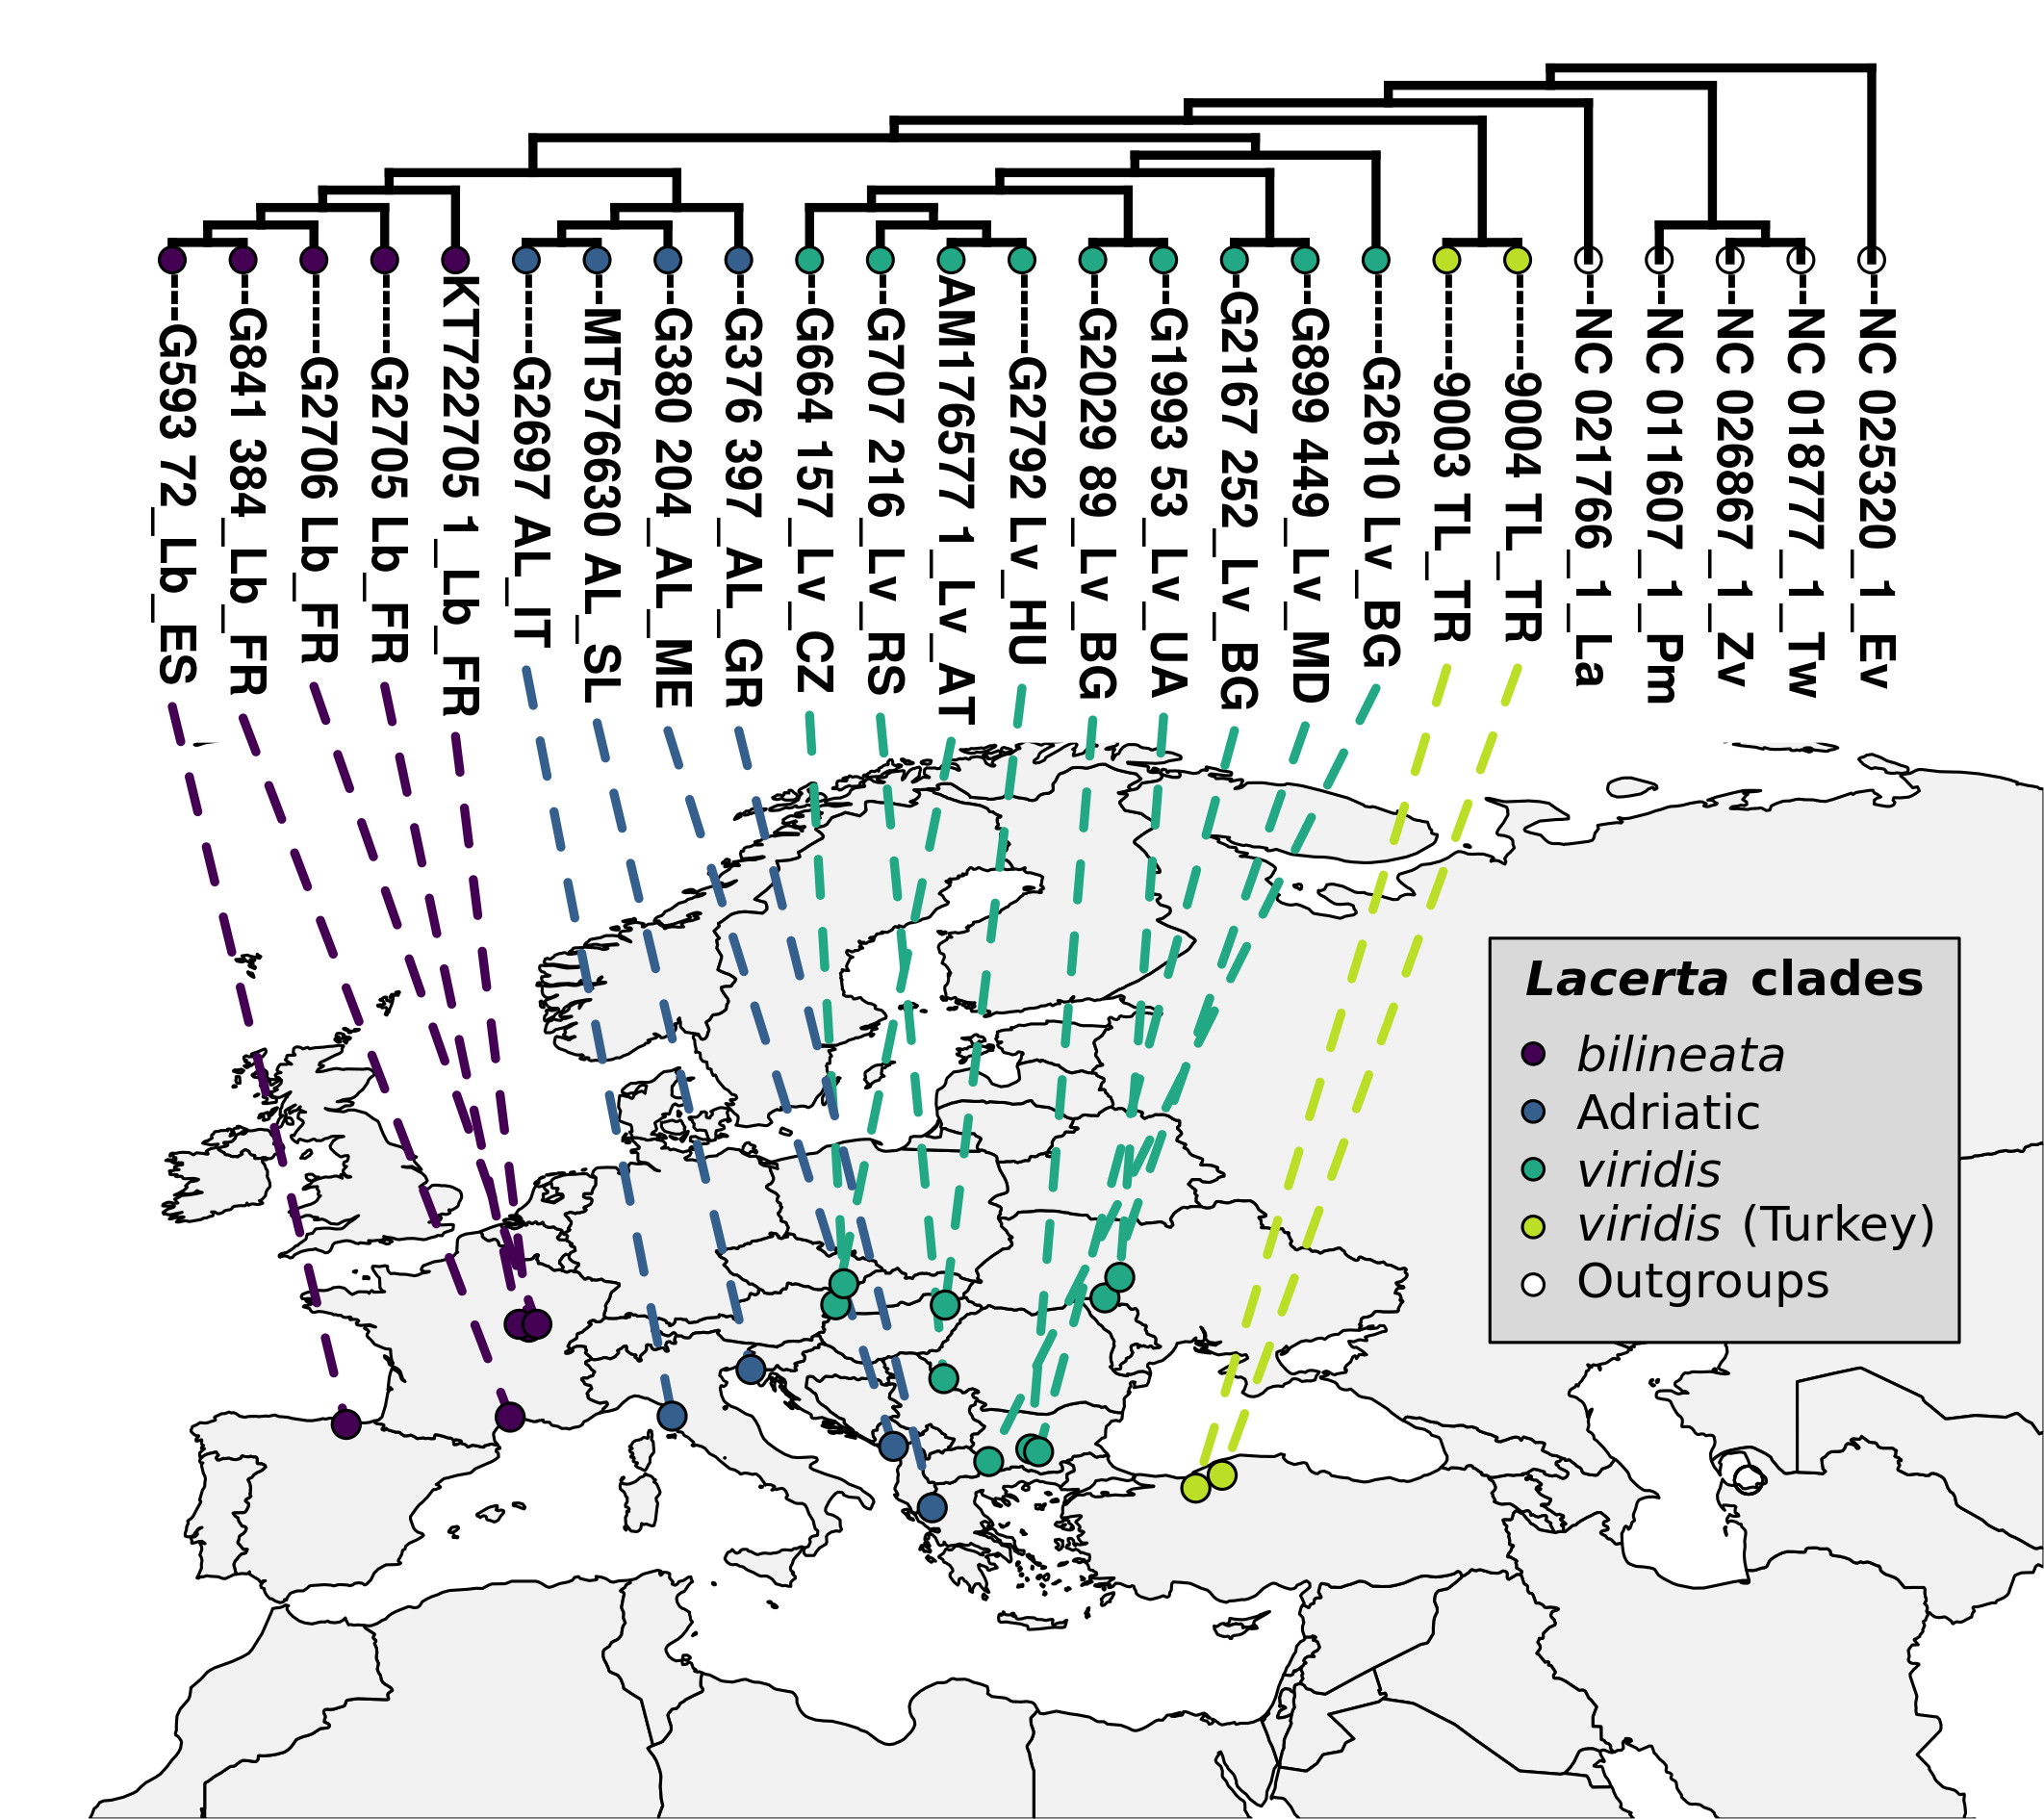 G593 72_Lb_ES
G841 384_Lb_FR
G2706 Lb_FR
G2705 Lb_FR
KT722705 1_Lb_FR
G2697 AL_IT
MT576630 AL_SL
G380 204_AL_ME
G376 397_AL_GR
G664 157_Lv_CZ
G707 216_Lv_RS
AM176577 1_Lv_AT
G2792 Lv_HU
G2029 89_Lv_BG
G1993 53_Lv_UA
G2167 252_Lv_BG
G899 449_Lv_MD
G2610 Lv_BG
9003 TL_TR
9004 TL_TR
NC 021766_1_La
NC 011607_1_Pm
NC 026867_1_Zv
NC 018777_1_Tw
NC 025320_1_Ev
Lacerta clades
bilineata
Adriatic
viridis
viridis (Turkey)
Outgroups